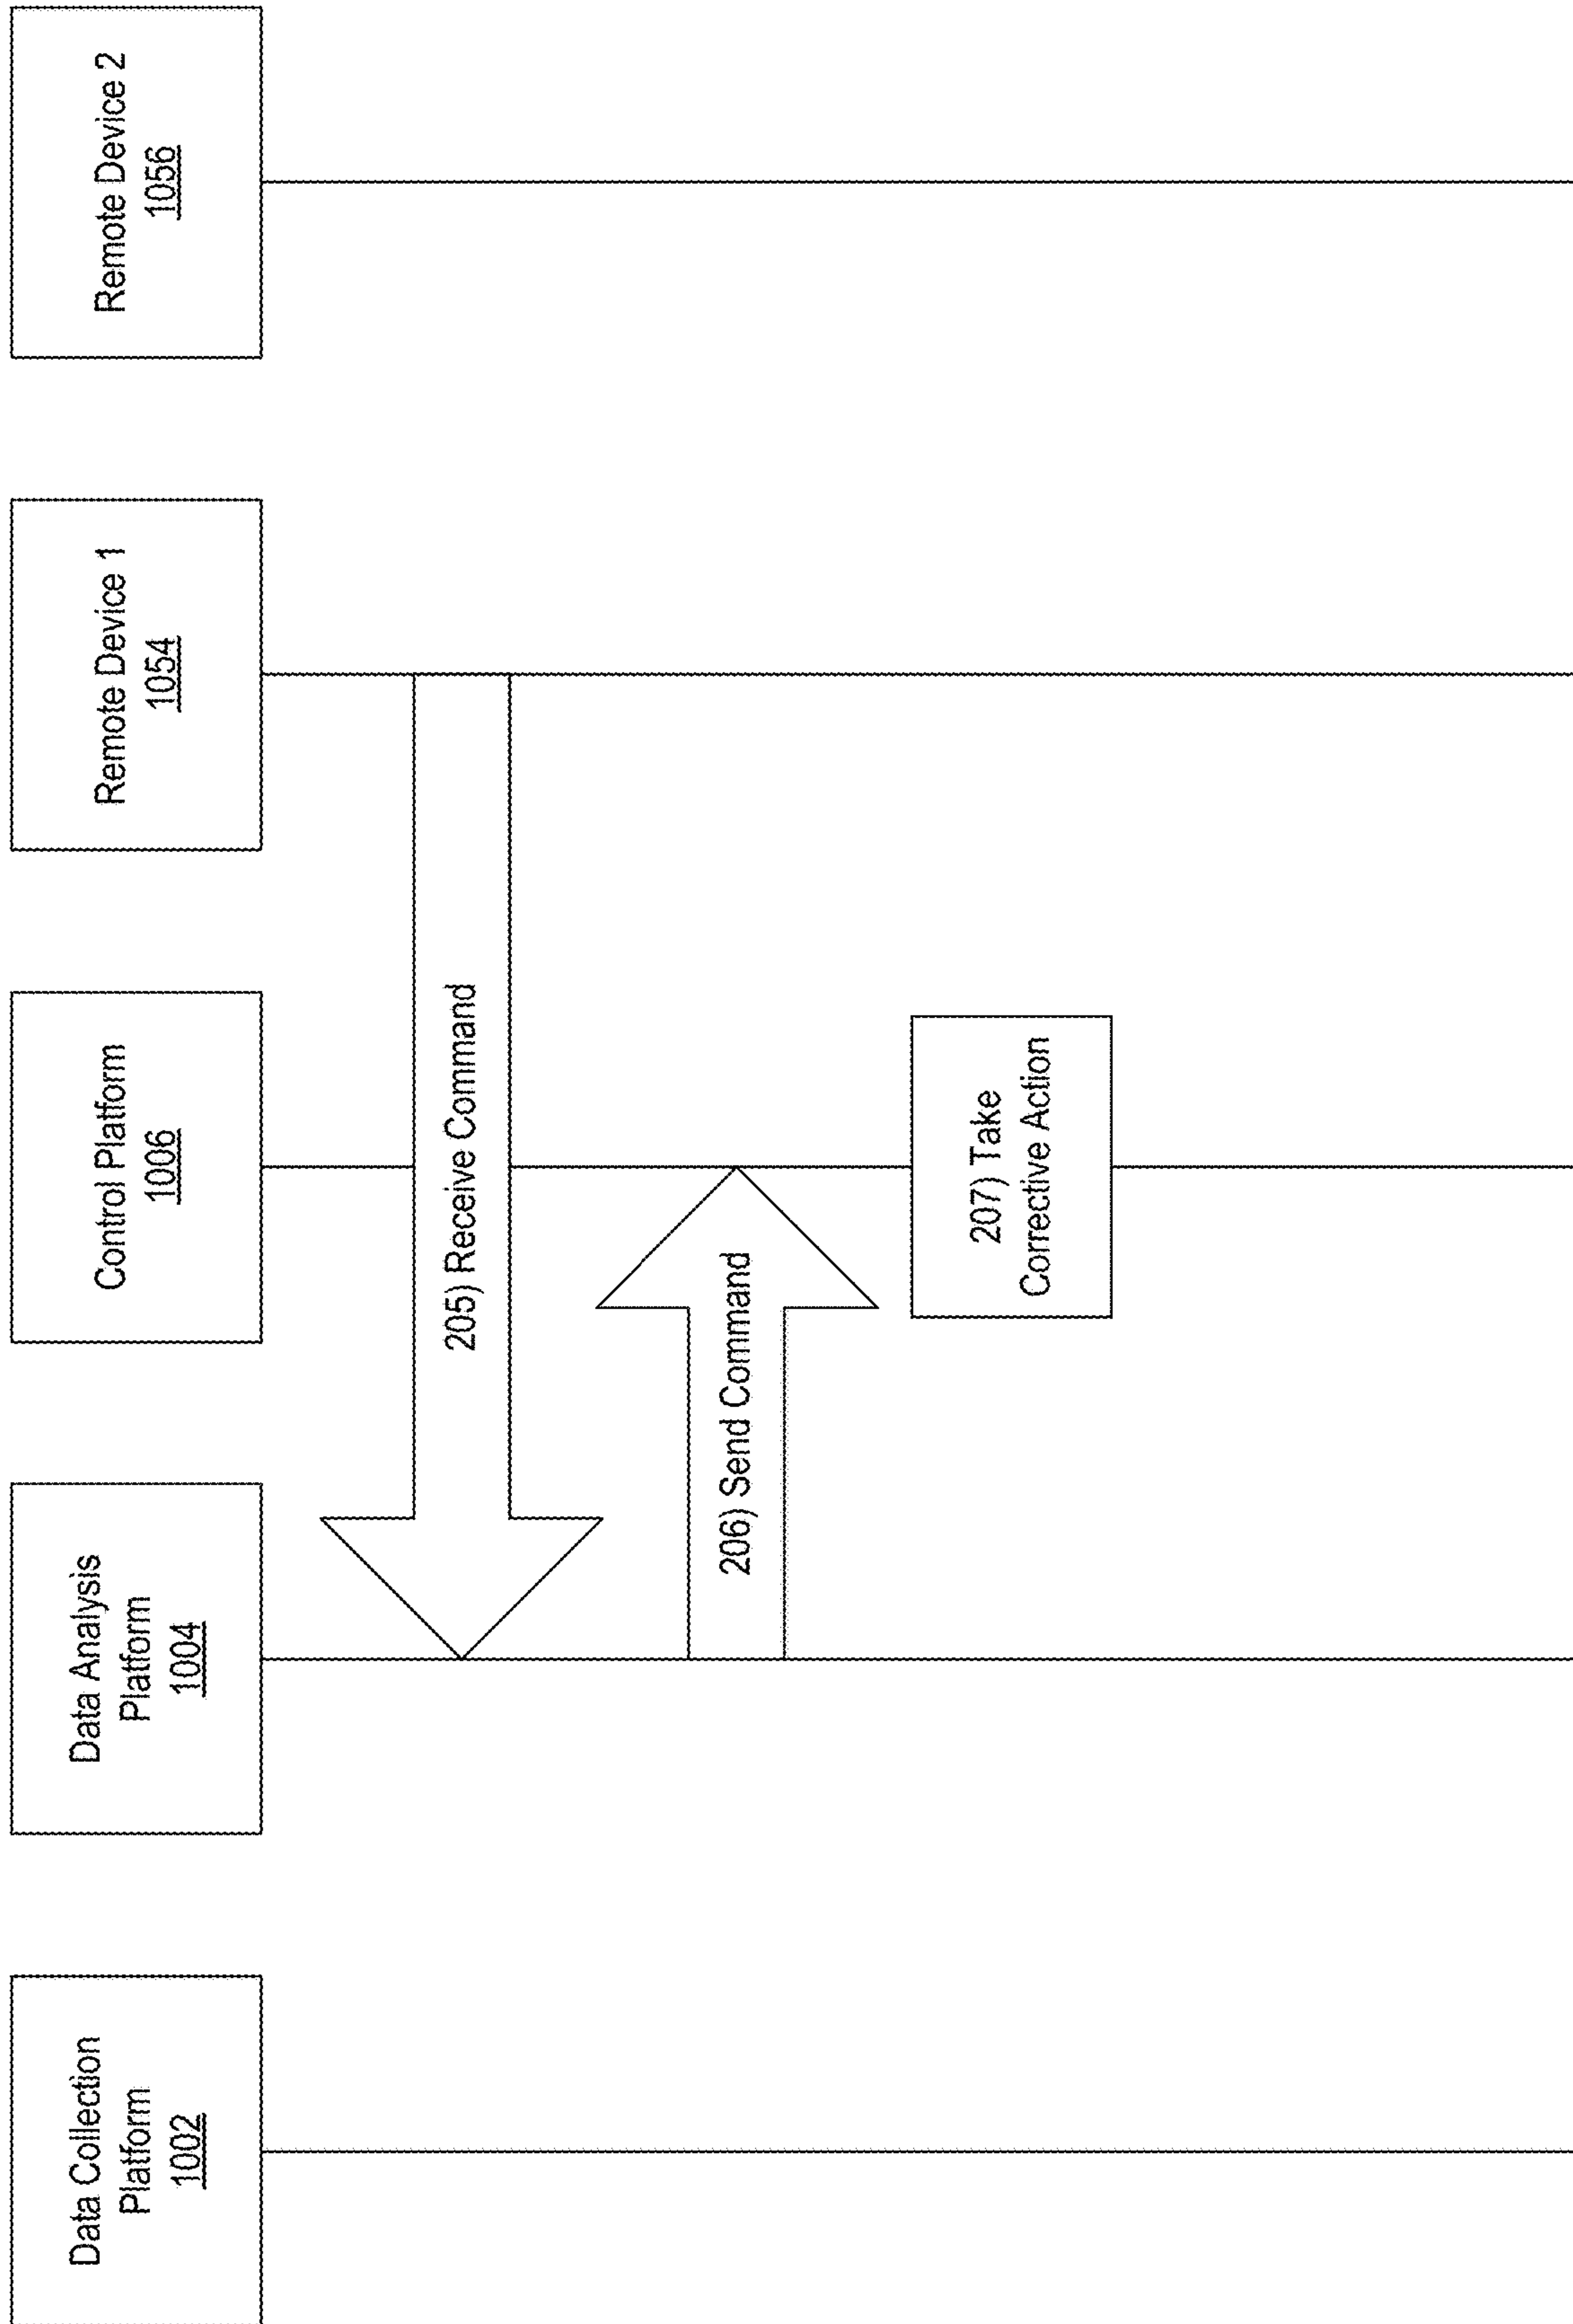 Data Collection
Platform
1002
Data Analysis
Platform
1004
Control Platform
1006
Remote Device 1
1054
Remote Device 2
1056
205) Receive Command
206) Send Command
207) Take
Corrective Action